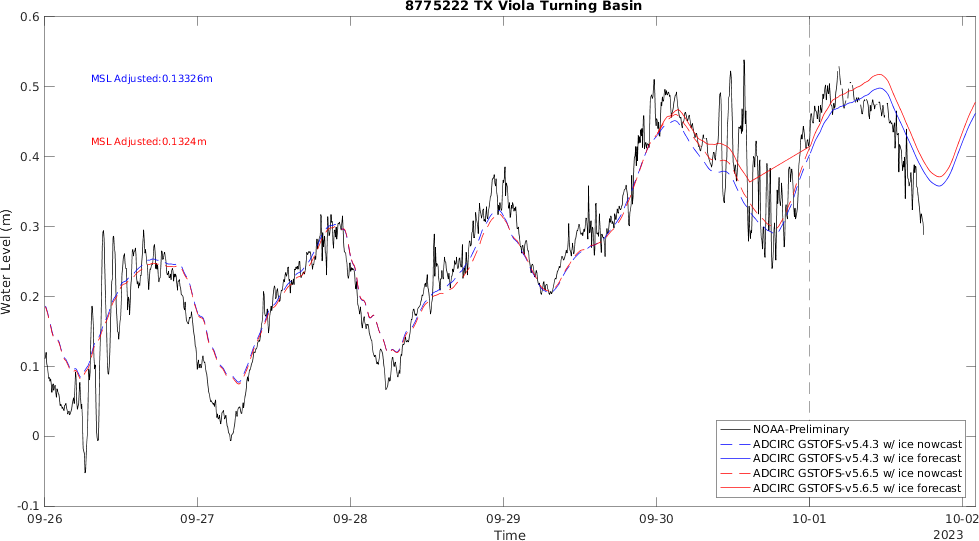 8775222 TX Viola Turning Basin
0.6
0.5
0.4
0.3
0.2
0.1
0
-0.1
Water Level (m)
MSL Adjusted:0.13326m
MSL Adjusted:0.1324m
NOAA-Preliminary
ADCIRC GSTOFS-v5.4.3 w/ ice nowcast
ADCIRC GSTOFS-v5.4.3 w/ ice forecast
ADCIRC GSTOFS-v5.6.5 w/ ice nowcast
ADCIRC GSTOFS-v5.6.5 w/ ice forecast
09-26 09-27 09-28 09-29 09-30 10-01 10-02
Time
2023